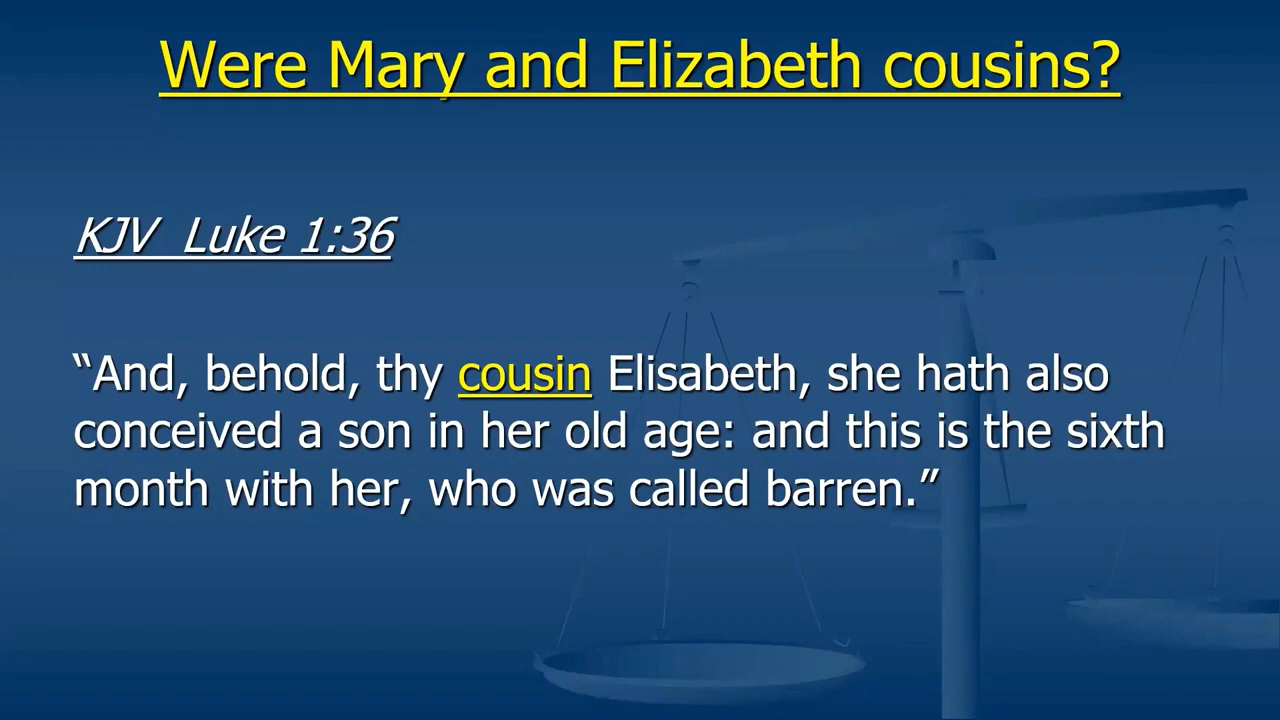 Were Mary and Elizabeth cousins?
KJV  Luke 1:36
“And, behold, thy cousin Elisabeth, she hath also
conceived a son in her old age: and this is the sixth
month with her, who was called barren.”